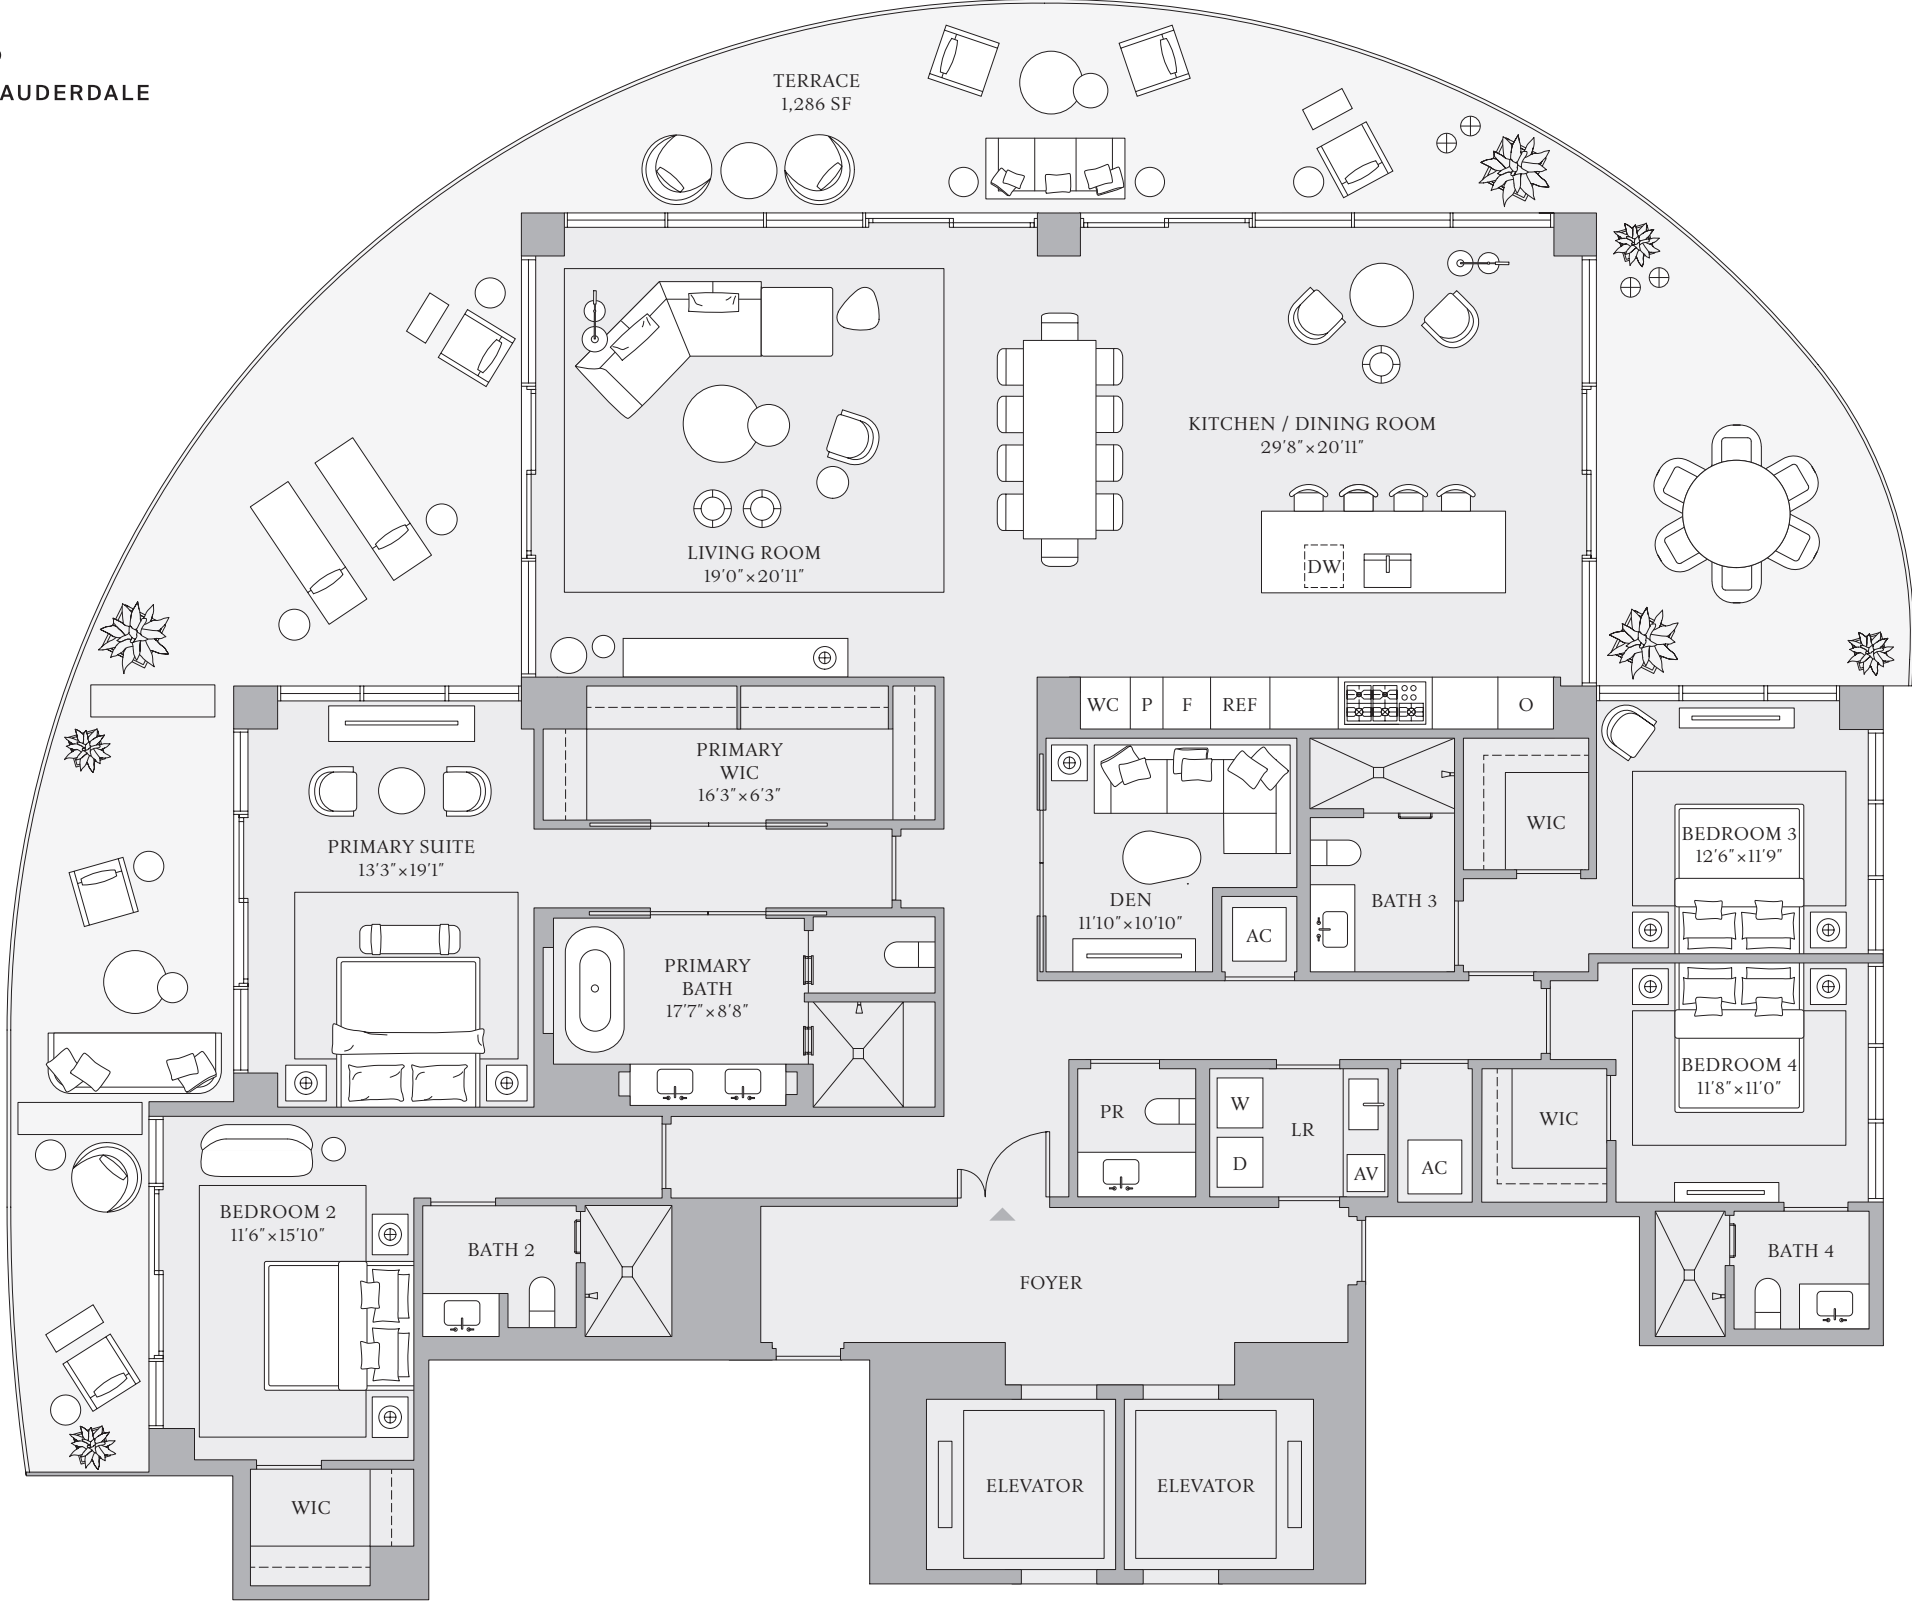 AUDERDALE
TERRACE
1,286 SF
KITCHEN / DINING ROOM
29'8"×20'11"
LIVING ROOM
19'0"×20'11"
DW
WC
P
F
REF
O
PRIMARY
WIC
16'3"×6'3"
PRIMARY SUITE
13'3"×19'1"
WIC
BEDROOM 3
12'6"×11'9"
DEN
11'10"×10'10"
BATH 3
AC
PRIMARY
BATH
17'7"×8'8"
BEDROOM 4
11'8"×11'0"
PR
W
D
LR
AV
AC
WIC
BEDROOM 2
11'6"×15'10"
BATH 2
FOYER
BATH 4
ELEVATOR
ELEVATOR
WIC